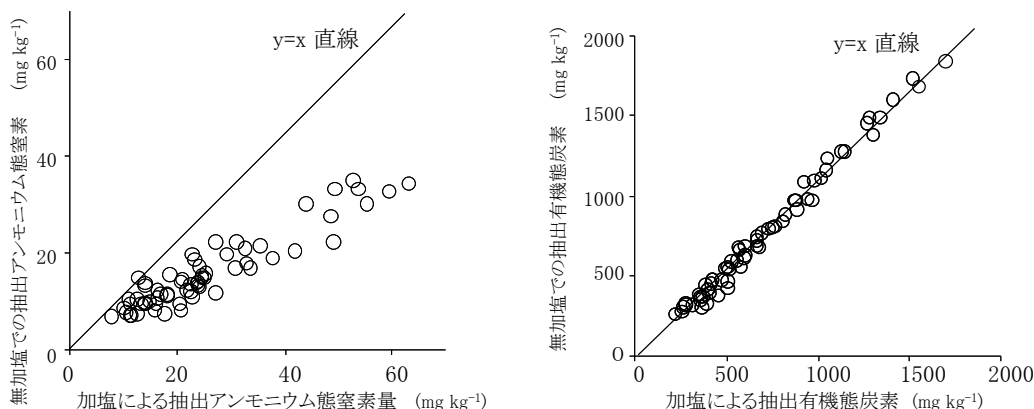 無加塩での抽出アンモニウム態窒素 (mg kg⁻¹)
y=x 直線
60
40
20
0
0 20 40 60
加塩による抽出アンモニウム態窒素量 (mg kg⁻¹)
無加塩での抽出有機態炭素 (mg kg⁻¹)
y=x 直線
2000
1500
1000
500
0
0 500 1000 1500 2000
加塩による抽出有機態炭素 (mg kg⁻¹)